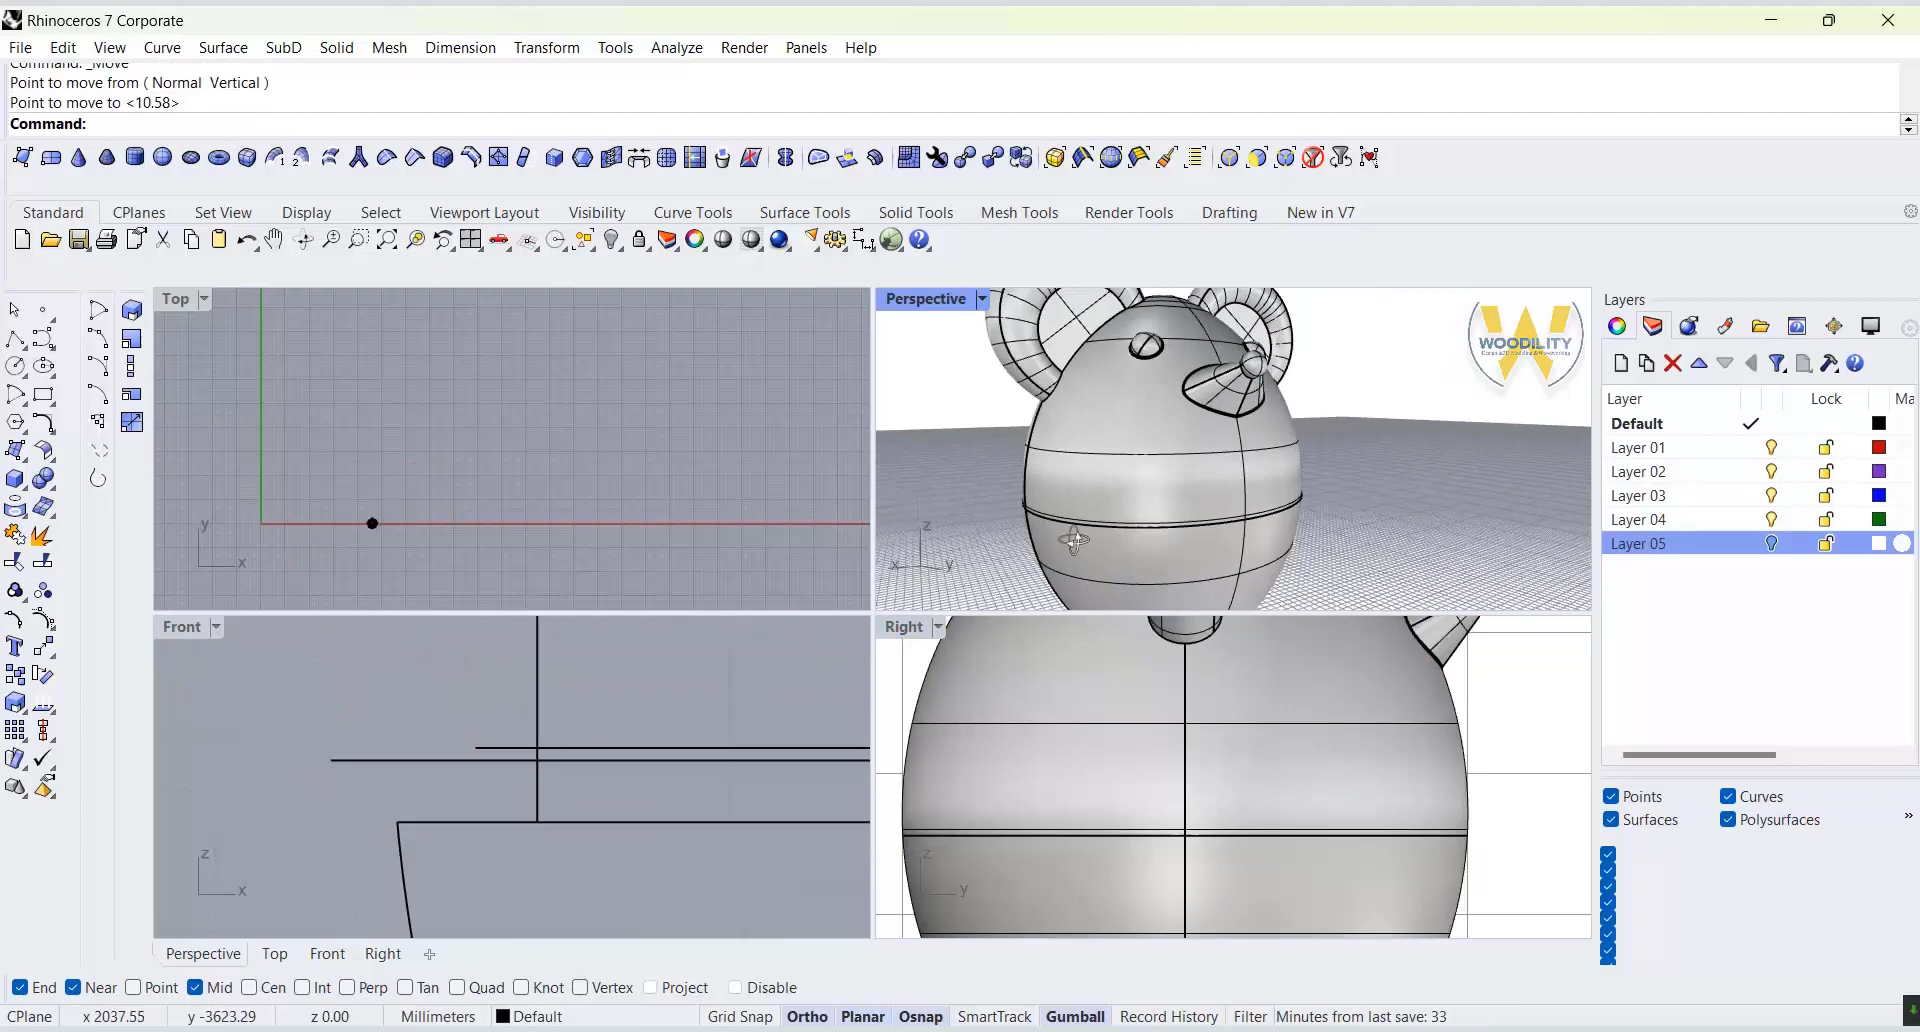 Rhinoceros 7 Corporate
File Edit View Curve Surface SubD Solid Mesh Dimension Transform Tools Analyze Render Panels Help
Command: _Move
Point to move from ( Normal Vertical )
Point to move to <10.58>
Command:
Standard CPlanes Set View Display Select Viewport Layout Visibility Curve Tools Surface Tools Solid Tools Mesh Tools Render Tools Drafting New in V7
Top
Perspective
Layers
WOODILITY
Layer Lock Ma
Default
Layer 01
Layer 02
Layer 03
Layer 04
Layer 05
y
x
z
x
y
Front
Right
Points Curves
Surfaces Polysurfaces
z
x
z
y
Perspective Top Front Right
End Near Point Mid Cen Int Perp Tan Quad Knot Vertex Project Disable
CPlane x 2037.55 y -3623.29 z 0.00 Millimeters Default Grid Snap Ortho Planar Osnap SmartTrack Gumball Record History Filter Minutes from last save: 33